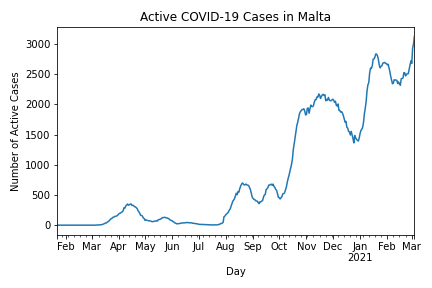 Active COVID-19 Cases in Malta
Number of Active Cases
3000
2500
2000
1500
1000
500
0
Feb Mar Apr May Jun Jul Aug Sep Oct Nov Dec Jan Feb Mar
2021
Day